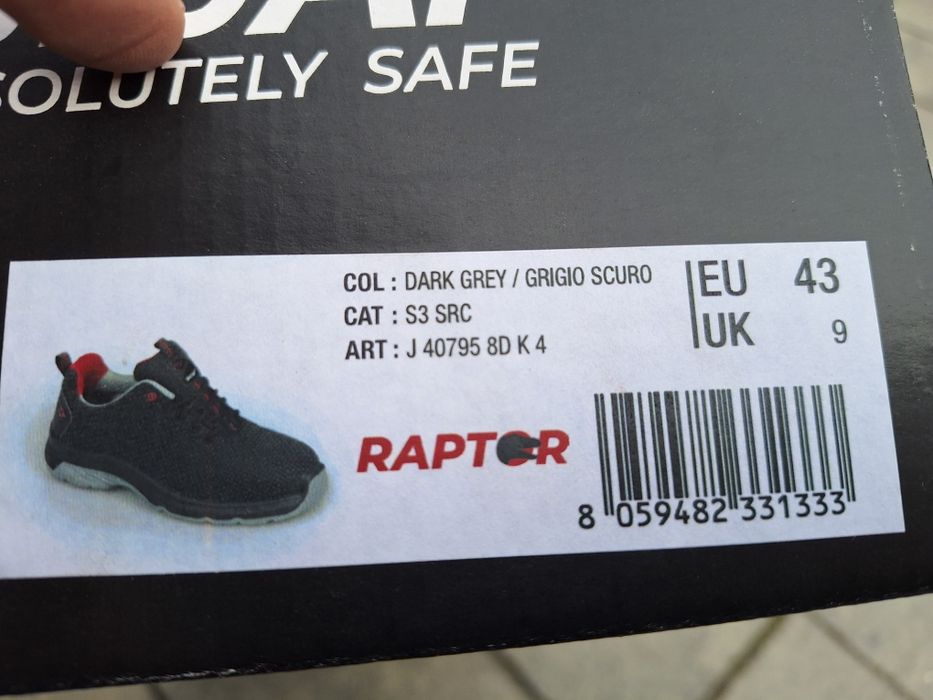 SOLUTELY SAFE
COL : DARK GREY / GRIGIO SCURO
CAT : S3 SRC
ART : J 40795 8D K 4
EU 43
UK 9
RAPTOR
8 059482 331333